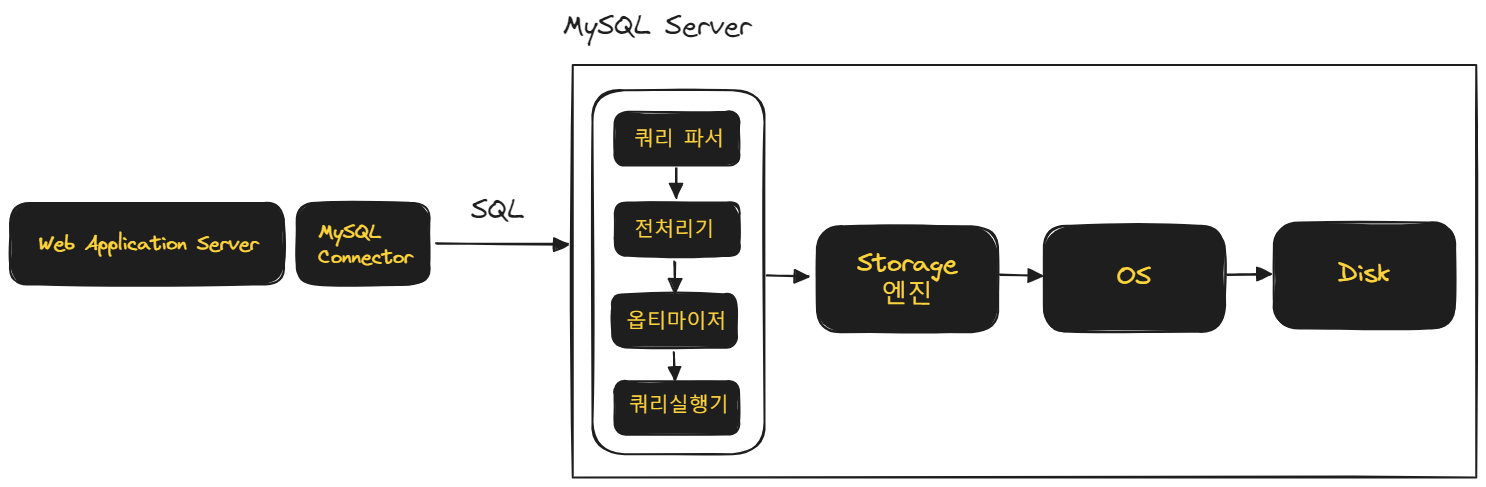 MySQL Server
Web Application Server
MySQL
Connector
SQL
쿼리 파서
전처리기
옵티마이저
쿼리실행기
Storage
엔진
OS
Disk